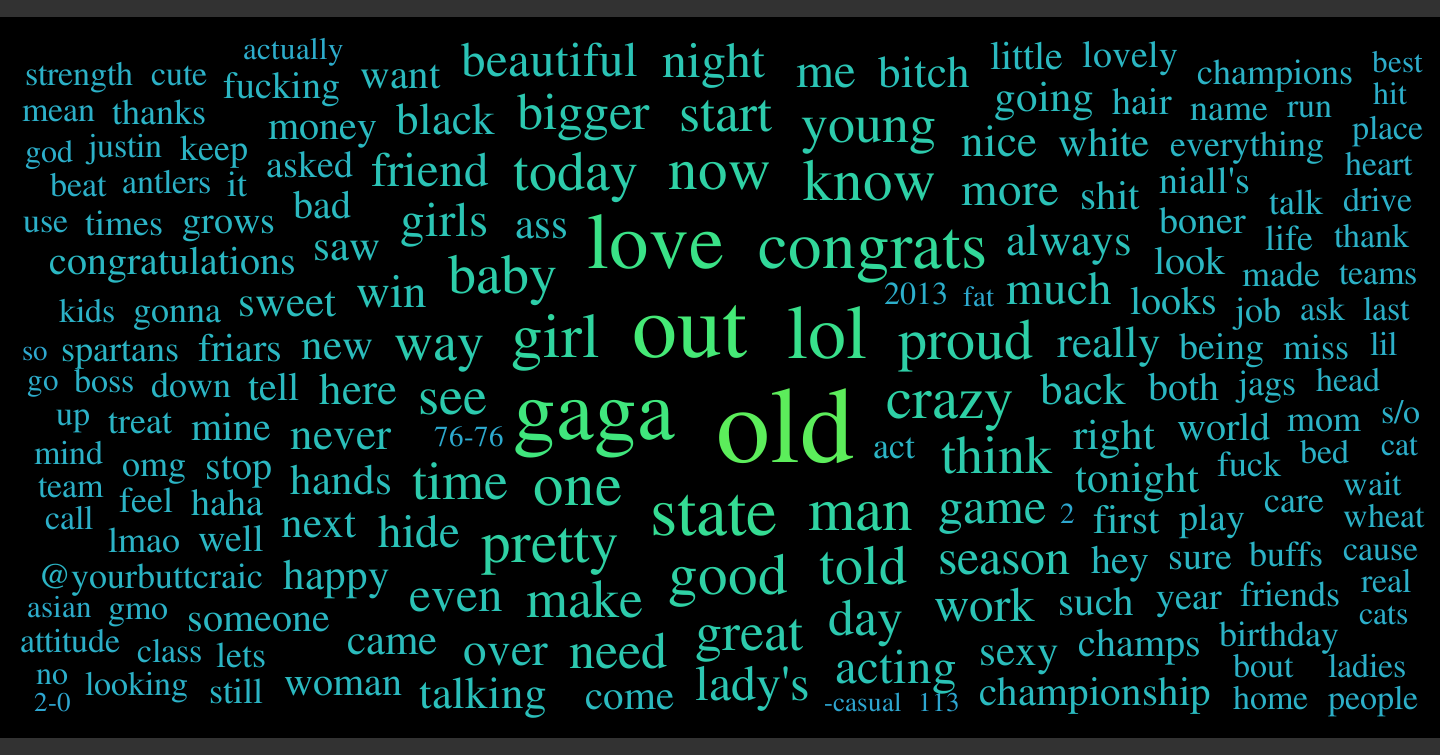 actually
strength cute fucking want beautiful night me bitch little lovely champions best
mean thanks money black bigger start young going hair name run hit
god justin keep asked friend today now know nice white everything place
beat antlers it bad girls ass more shit niall's heart
use times grows saw love congrats always boner talk drive
congratulations sweet win baby 2013 fat much look life thank
kids gonna looks made teams
so spartans friars new way girl out lol proud really job ask last
go boss down tell here see gaga old crazy back being miss lil
up treat mine never 76-76 act think both jags head
mind omg stop hands time one right world mom s/o
team feel haha tonight fuck bed cat
call lmao well next hide pretty state man game 2 first play care wait
@yourbuttcraic happy even make good told season hey sure buffs wheat
asian gmo someone cause
attitude class lets came over need great day work such year friends real
no looking still woman talking come lady's acting sexy champs birthday cats
2-0 -casual 113 championship bout ladies
home people